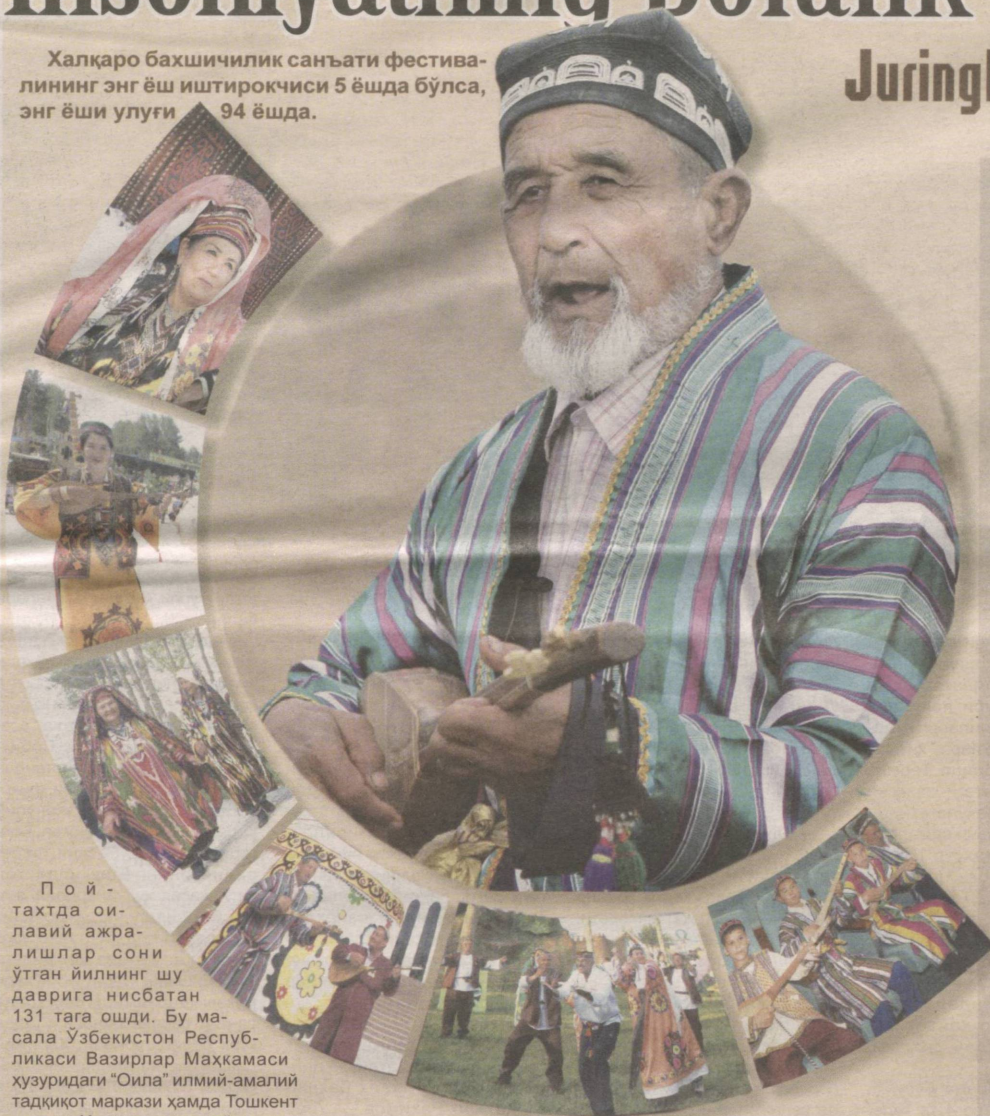 Халқаро бахшичилик санъати фестива-
лининг энг ёш иштирокчиси 5 ёшда бўлса,
энг ёши улуғи 94 ёшда.
Пой-
тахтда ои-
лавий ажра-
лишлар сони
ўтган йилнинг шу
даврига нисбатан
131 тага ошди. Бу ма-
сала Ўзбекистон Респуб-
ликаси Вазирлар Маҳкамаси
ҳузуридаги “Оила” илмий-амалий
тадқиқот маркази ҳамда Тошкент